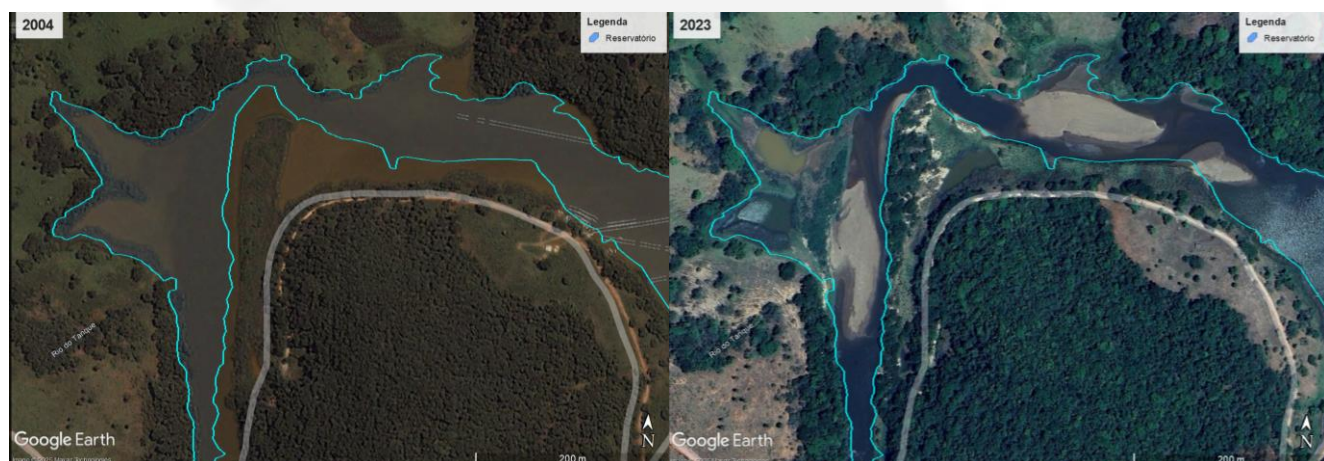 2004
Legenda
Reservatório
Rio do Tanque
Google Earth
N
200 m
2023
Legenda
Reservatório
Rio do Tanque
Google Earth
N
200 m